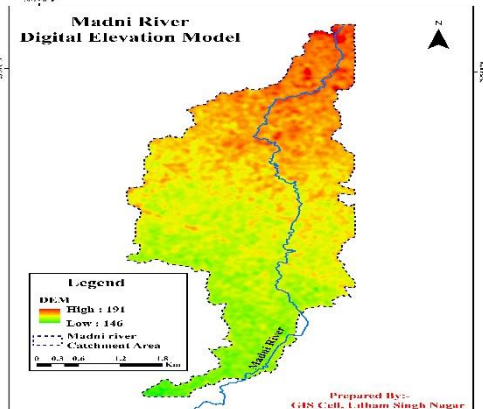 Madni River
Digital Elevation Model
N
Madni River
Legend
DEM
High : 191
Low : 146
Madni river
Catchment Area
0 0.3 0.6 1.2 1.8
Km
Prepared By:-
GIS Cell, Udham Singh Nagar